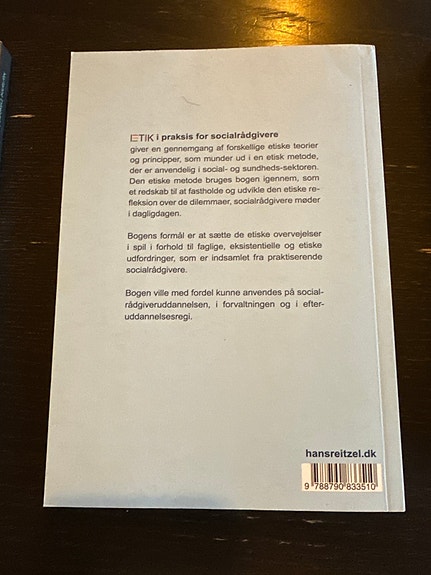 ETIK i praksis for socialrådgivere
giver en gennemgang af forskellige etiske teorier
og principper, som munder ud i en etisk metode,
der er anvendelig i social- og sundheds-sektoren.
Den etiske metode bruges bogen igennem, som
et redskab til at fastholde og udvikle den etiske re-
fleksion over de dilemmaer, socialrådgivere møder
i dagligdagen.
Bogens formål er at sætte de etiske overvejelser
i spil i forhold til faglige, eksistentielle og etiske
udfordringer, som er indsamlet fra praktiserende
socialrådgivere.
Bogen ville med fordel kunne anvendes på social-
rådgiveruddannelsen, i forvaltningen og i efter-
uddannelsesregi.
hansreitzel.dk
9 788790 833510